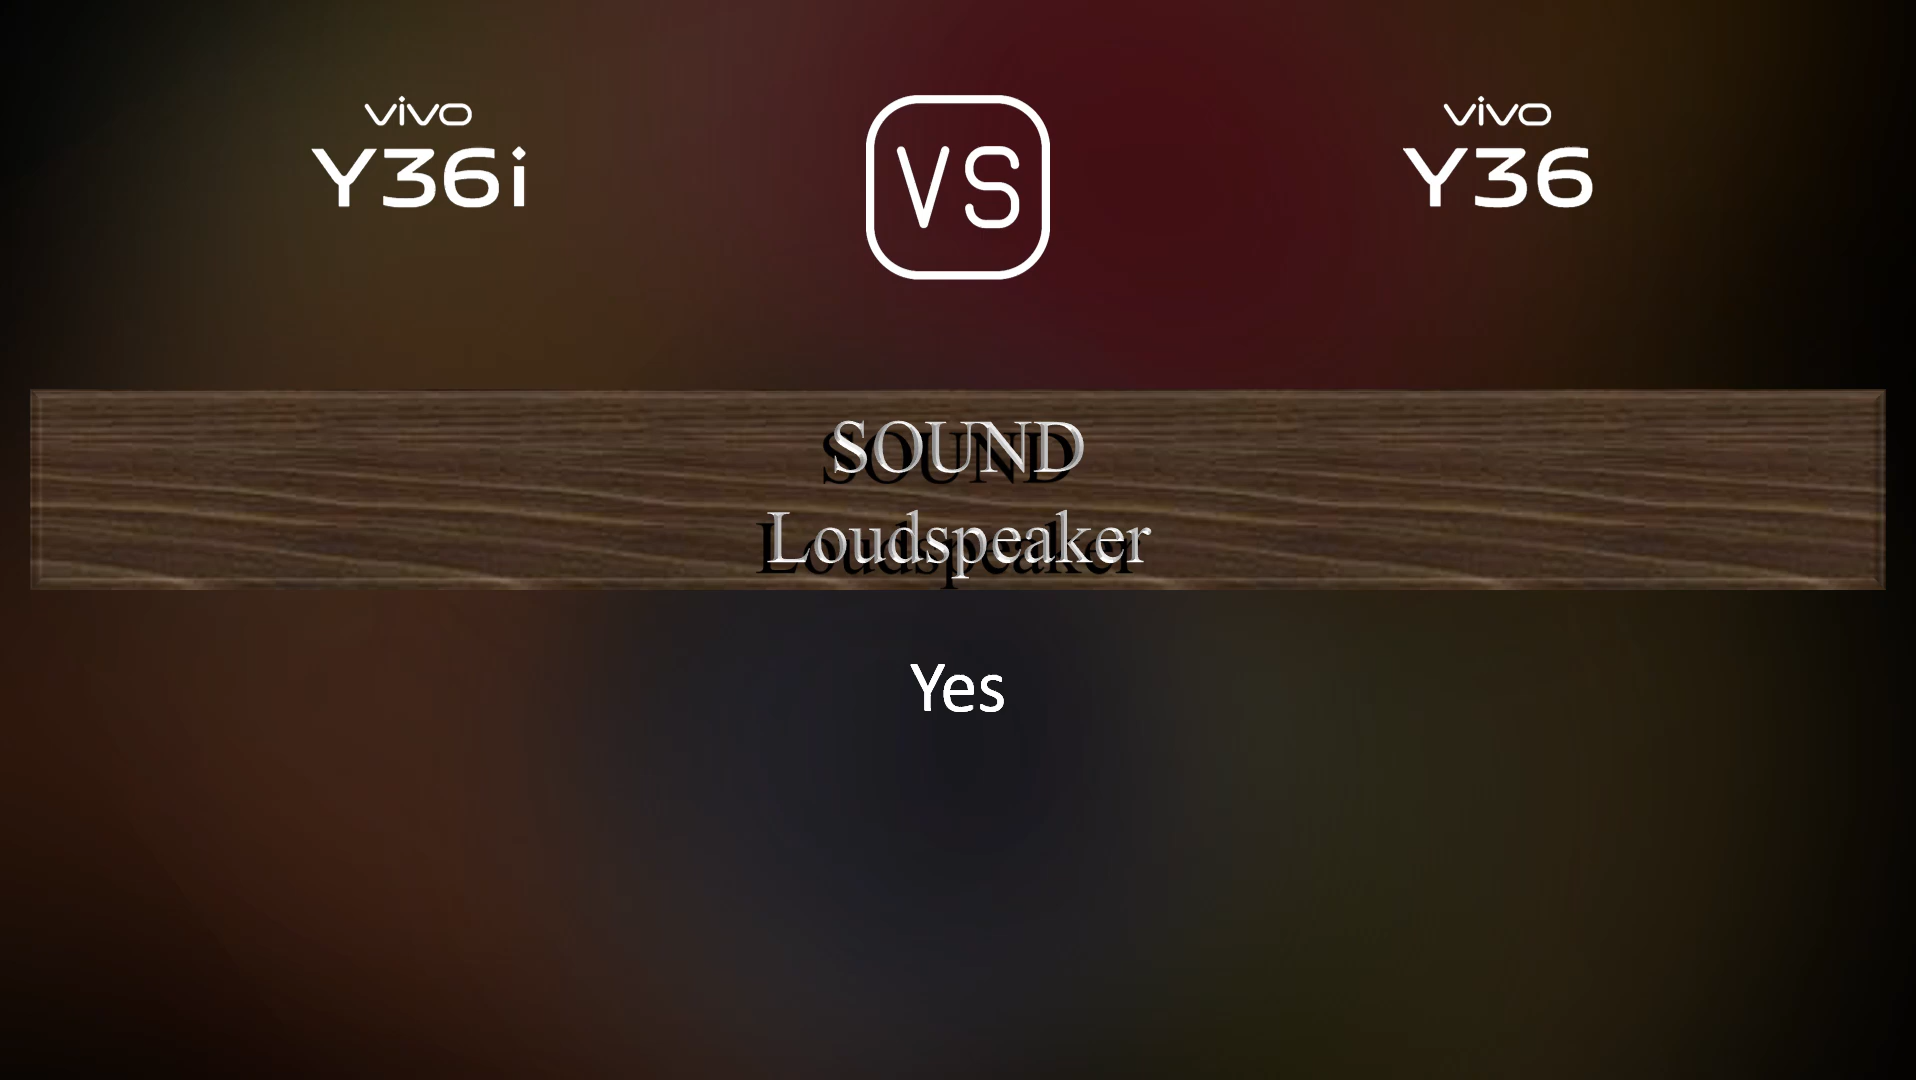 vivo
Y36i
VS
vivo
Y36
SOUND
Loudspeaker
Yes